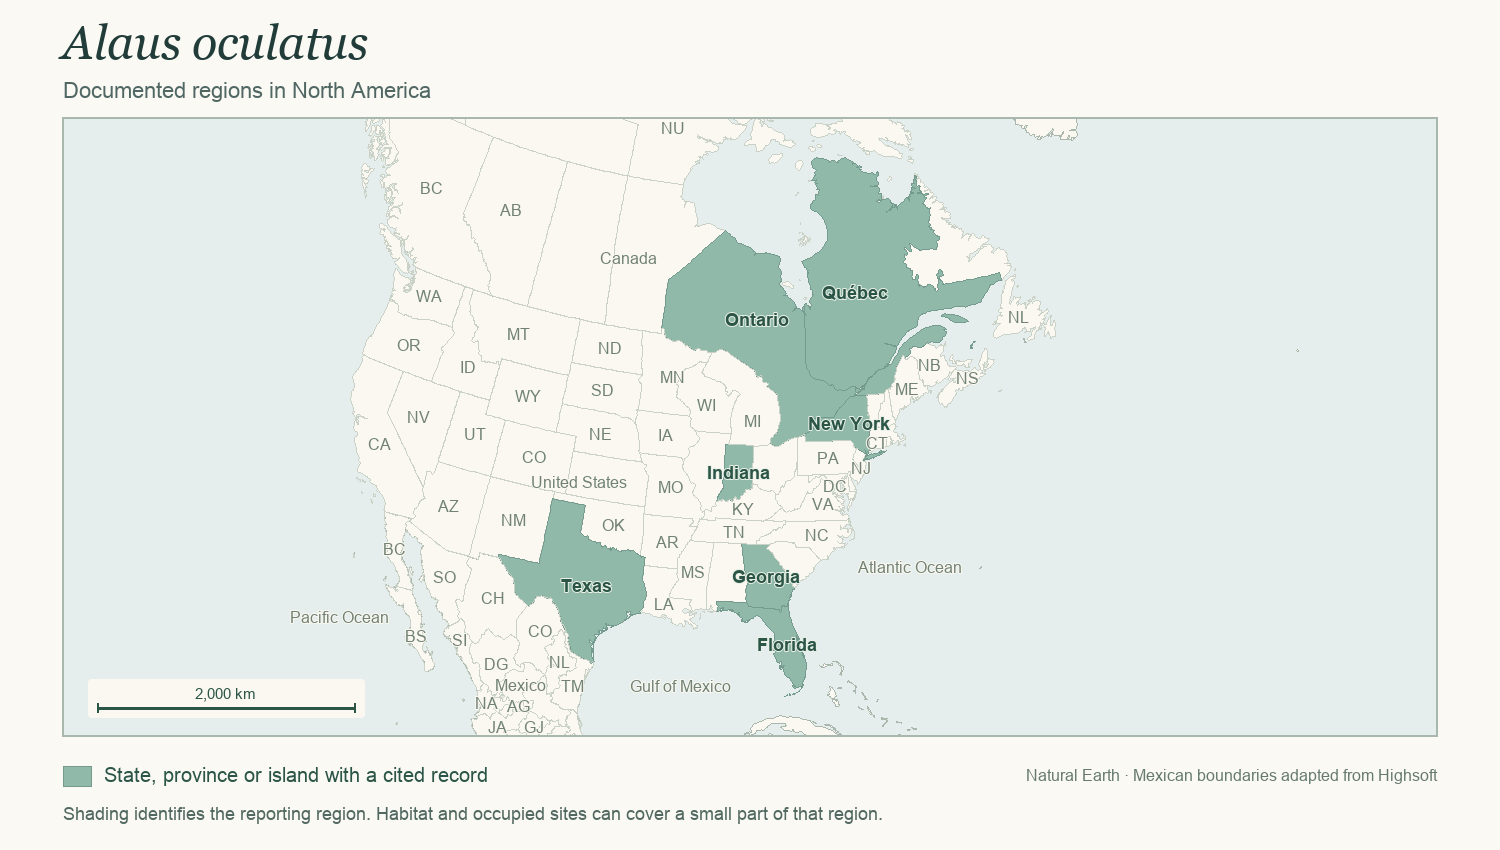 Alaus oculatus
Documented regions in North America
NU
BC
AB
Canada
Québec
Ontario
WA
NL
MT
OR
ND
ID
NB
MN
NS
SD
ME
WY
WI
NV
MI
New York
UT
NE
IA
CA
CT
CO
PA
NJ
Indiana
United States
MO
DC
AZ
VA
KY
NM
OK
TN
NC
AR
BC
Atlantic Ocean
MS
Georgia
SO
Texas
CH
LA
Pacific Ocean
CO
BS
SI
Florida
DG
NL
Mexico
TM
Gulf of Mexico
2,000 km
NA
AG
JA
GJ
State, province or island with a cited record
Natural Earth · Mexican boundaries adapted from Highsoft
Shading identifies the reporting region. Habitat and occupied sites can cover a small part of that region.